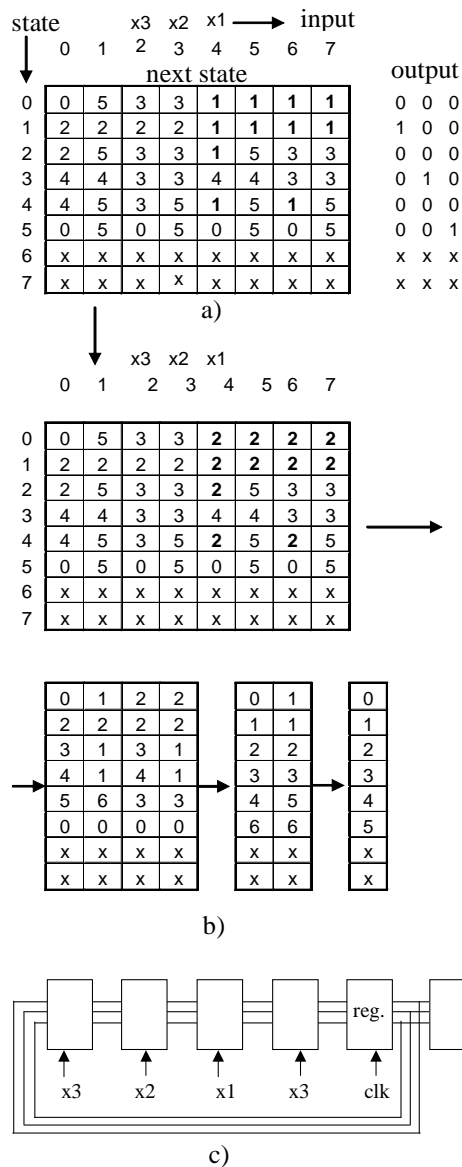 state x3 x2 x1 input
0 1 2 3 4 5 6 7
next state output
0 0 5 3 3 1 1 1 1 0 0 0
1 2 2 2 2 1 1 1 1 1 0 0
2 2 5 3 3 1 5 3 3 0 0 0
3 4 4 3 3 4 4 3 3 0 1 0
4 4 5 3 5 1 5 1 5 0 0 0
5 0 5 0 5 0 5 0 5 0 0 1
6 x x x x x x x x x x x
7 x x x x x x x x x x x
a)
x3 x2 x1
0 1 2 3 4 5 6 7
0 0 5 3 3 2 2 2 2
1 2 2 2 2 2 2 2 2
2 2 5 3 3 2 5 3 3
3 4 4 3 3 4 4 3 3
4 4 5 3 5 2 5 2 5
5 0 5 0 5 0 5 0 5
6 x x x x x x x x
7 x x x x x x x x
0 1 2 2 0 1 0
2 2 2 2 1 1 1
3 1 3 1 2 2 2
4 1 4 1 3 3 3
5 6 3 3 4 5 4
0 0 0 0 6 6 5
x x x x x x x
x x x x x x x
b)
reg.
x3 x2 x1 x3 clk
c)